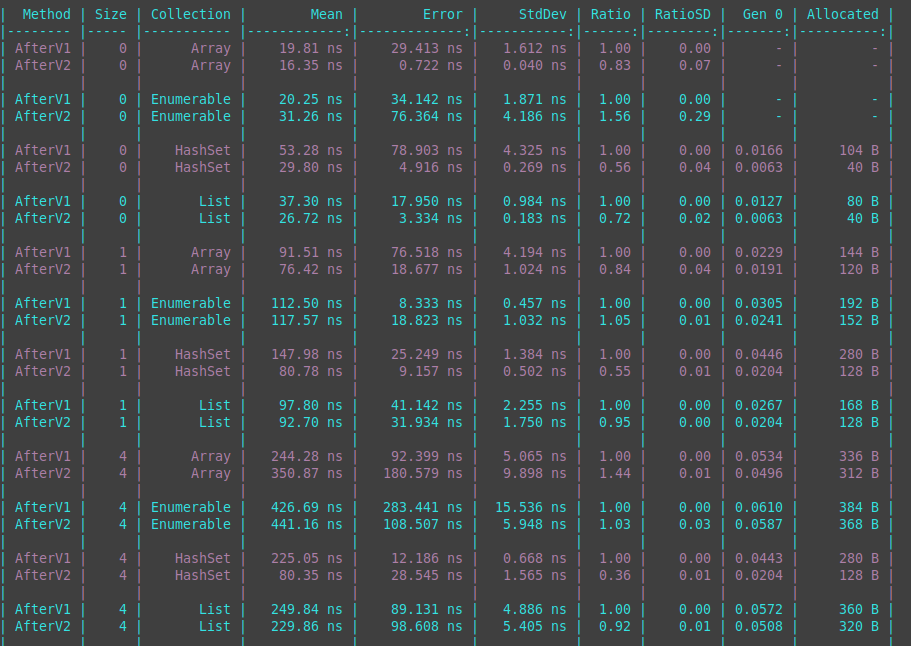 | Method | Size | Collection | Mean | Error | StdDev | Ratio | RatioSD | Gen 0 | Allocated |
|-------- |----- |----------- |------------:|-------------:|-----------:|------:|--------:|-------:|----------:|
| AfterV1 | 0 | Array | 19.81 ns | 29.413 ns | 1.612 ns | 1.00 | 0.00 | - | - |
| AfterV2 | 0 | Array | 16.35 ns | 0.722 ns | 0.040 ns | 0.83 | 0.07 | - | - |
| | | | | | | | | | |
| AfterV1 | 0 | Enumerable | 20.25 ns | 34.142 ns | 1.871 ns | 1.00 | 0.00 | - | - |
| AfterV2 | 0 | Enumerable | 31.26 ns | 76.364 ns | 4.186 ns | 1.56 | 0.29 | - | - |
| | | | | | | | | | |
| AfterV1 | 0 | HashSet | 53.28 ns | 78.903 ns | 4.325 ns | 1.00 | 0.00 | 0.0166 | 104 B |
| AfterV2 | 0 | HashSet | 29.80 ns | 4.916 ns | 0.269 ns | 0.56 | 0.04 | 0.0063 | 40 B |
| | | | | | | | | | |
| AfterV1 | 0 | List | 37.30 ns | 17.950 ns | 0.984 ns | 1.00 | 0.00 | 0.0127 | 80 B |
| AfterV2 | 0 | List | 26.72 ns | 3.334 ns | 0.183 ns | 0.72 | 0.02 | 0.0063 | 40 B |
| | | | | | | | | | |
| AfterV1 | 1 | Array | 91.51 ns | 76.518 ns | 4.194 ns | 1.00 | 0.00 | 0.0229 | 144 B |
| AfterV2 | 1 | Array | 76.42 ns | 18.677 ns | 1.024 ns | 0.84 | 0.04 | 0.0191 | 120 B |
| | | | | | | | | | |
| AfterV1 | 1 | Enumerable | 112.50 ns | 8.333 ns | 0.457 ns | 1.00 | 0.00 | 0.0305 | 192 B |
| AfterV2 | 1 | Enumerable | 117.57 ns | 18.823 ns | 1.032 ns | 1.05 | 0.01 | 0.0241 | 152 B |
| | | | | | | | | | |
| AfterV1 | 1 | HashSet | 147.98 ns | 25.249 ns | 1.384 ns | 1.00 | 0.00 | 0.0446 | 280 B |
| AfterV2 | 1 | HashSet | 80.78 ns | 9.157 ns | 0.502 ns | 0.55 | 0.01 | 0.0204 | 128 B |
| | | | | | | | | | |
| AfterV1 | 1 | List | 97.80 ns | 41.142 ns | 2.255 ns | 1.00 | 0.00 | 0.0267 | 168 B |
| AfterV2 | 1 | List | 92.70 ns | 31.934 ns | 1.750 ns | 0.95 | 0.01 | 0.0204 | 128 B |
| | | | | | | | | | |
| AfterV1 | 4 | Array | 244.28 ns | 92.399 ns | 5.065 ns | 1.00 | 0.00 | 0.0534 | 336 B |
| AfterV2 | 4 | Array | 350.87 ns | 180.579 ns | 9.898 ns | 1.44 | 0.01 | 0.0496 | 312 B |
| | | | | | | | | | |
| AfterV1 | 4 | Enumerable | 426.69 ns | 283.441 ns | 15.536 ns | 1.00 | 0.00 | 0.0610 | 384 B |
| AfterV2 | 4 | Enumerable | 441.16 ns | 108.507 ns | 5.948 ns | 1.03 | 0.03 | 0.0587 | 368 B |
| | | | | | | | | | |
| AfterV1 | 4 | HashSet | 225.05 ns | 12.186 ns | 0.668 ns | 1.00 | 0.00 | 0.0443 | 280 B |
| AfterV2 | 4 | HashSet | 80.35 ns | 28.545 ns | 1.565 ns | 0.36 | 0.01 | 0.0204 | 128 B |
| | | | | | | | | | |
| AfterV1 | 4 | List | 249.84 ns | 89.131 ns | 4.886 ns | 1.00 | 0.00 | 0.0572 | 360 B |
| AfterV2 | 4 | List | 229.86 ns | 98.608 ns | 5.405 ns | 0.92 | 0.01 | 0.0508 | 320 B |
| | | | | | | | | | |